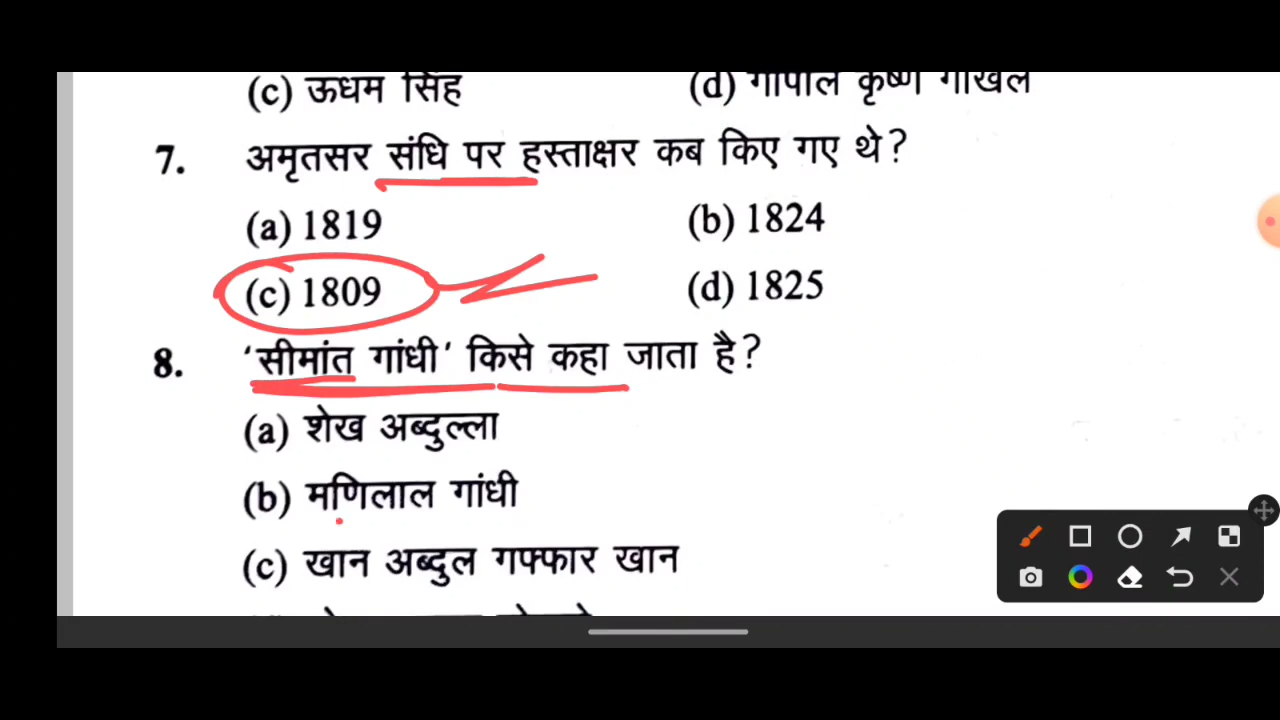 (c) ऊधम सिंह (d) गोपाल कृष्ण गोखले
7. अमृतसर संधि पर हस्ताक्षर कब किए गए थे?
(a) 1819 (b) 1824
(c) 1809 (d) 1825
8. 'सीमांत गांधी' किसे कहा जाता है?
(a) शेख अब्दुल्ला
(b) मणिलाल गांधी
(c) खान अब्दुल गफ्फार खान